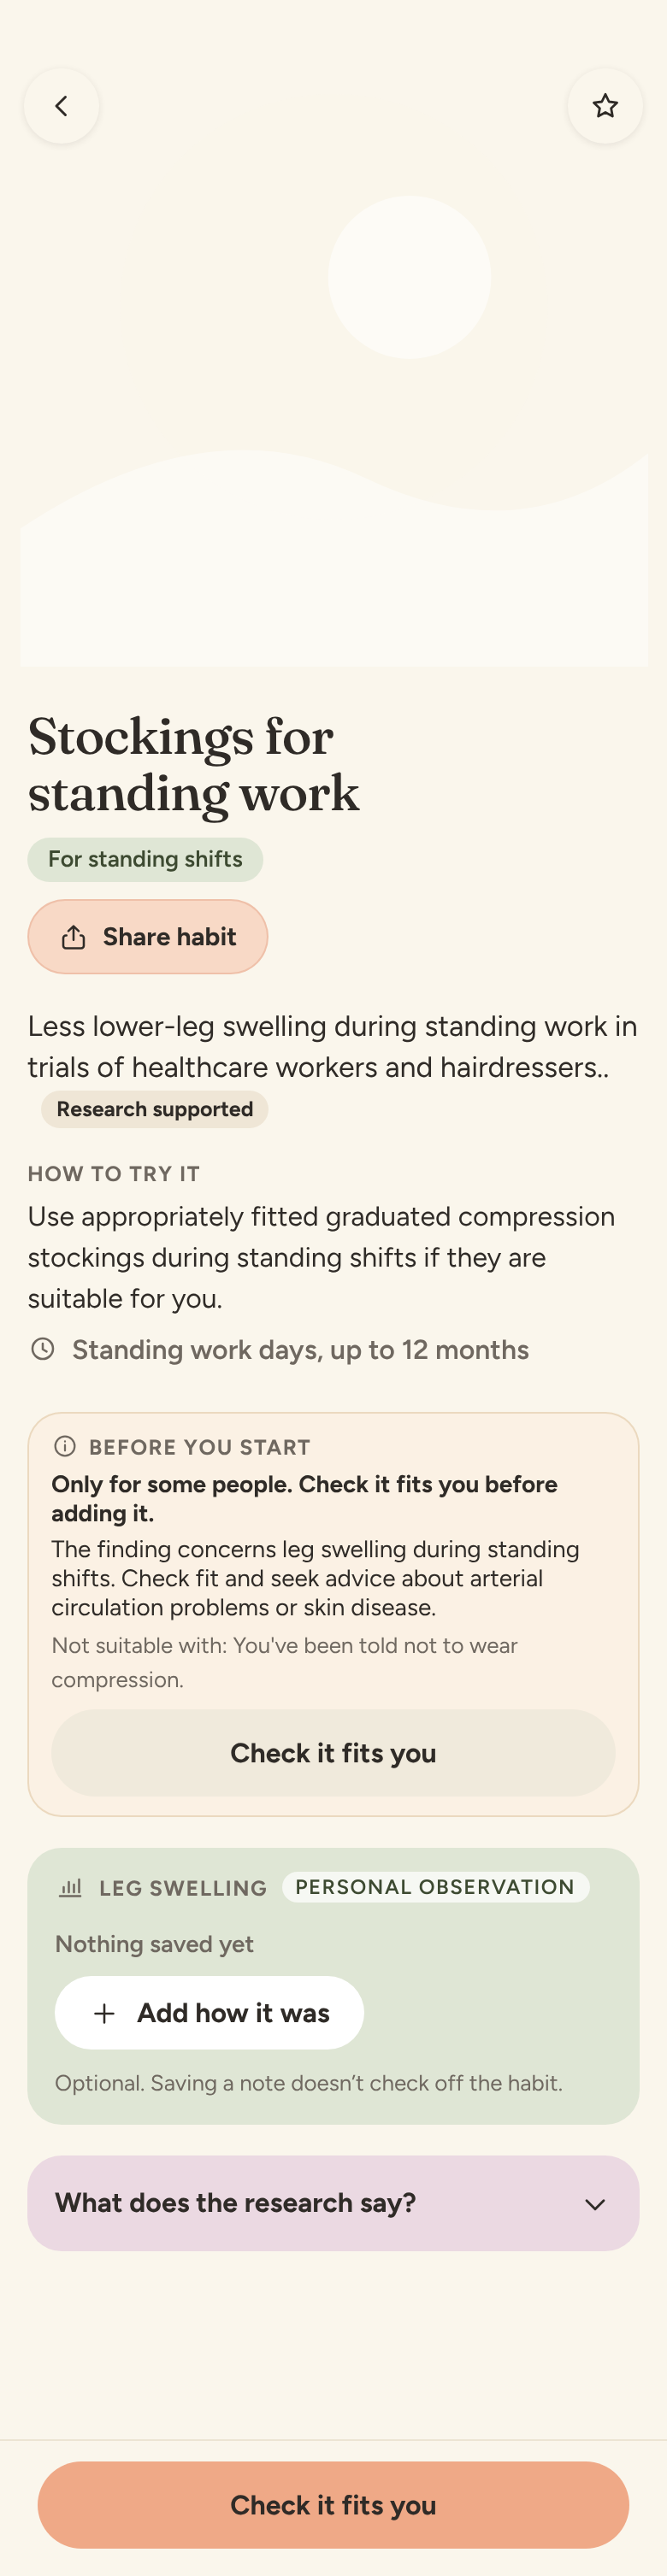 Stockings for
standing work
For standing shifts
Share habit
Less lower-leg swelling during standing work in
trials of healthcare workers and hairdressers..
Research supported
HOW TO TRY IT
Use appropriately fitted graduated compression
stockings during standing shifts if they are
suitable for you.
Standing work days, up to 12 months
BEFORE YOU START
Only for some people. Check it fits you before
adding it.
The finding concerns leg swelling during standing
shifts. Check fit and seek advice about arterial
circulation problems or skin disease.
Not suitable with: You've been told not to wear
compression.
Check it fits you
LEG SWELLING PERSONAL OBSERVATION
Nothing saved yet
Add how it was
Optional. Saving a note doesn’t check off the habit.
What does the research say?
Check it fits you